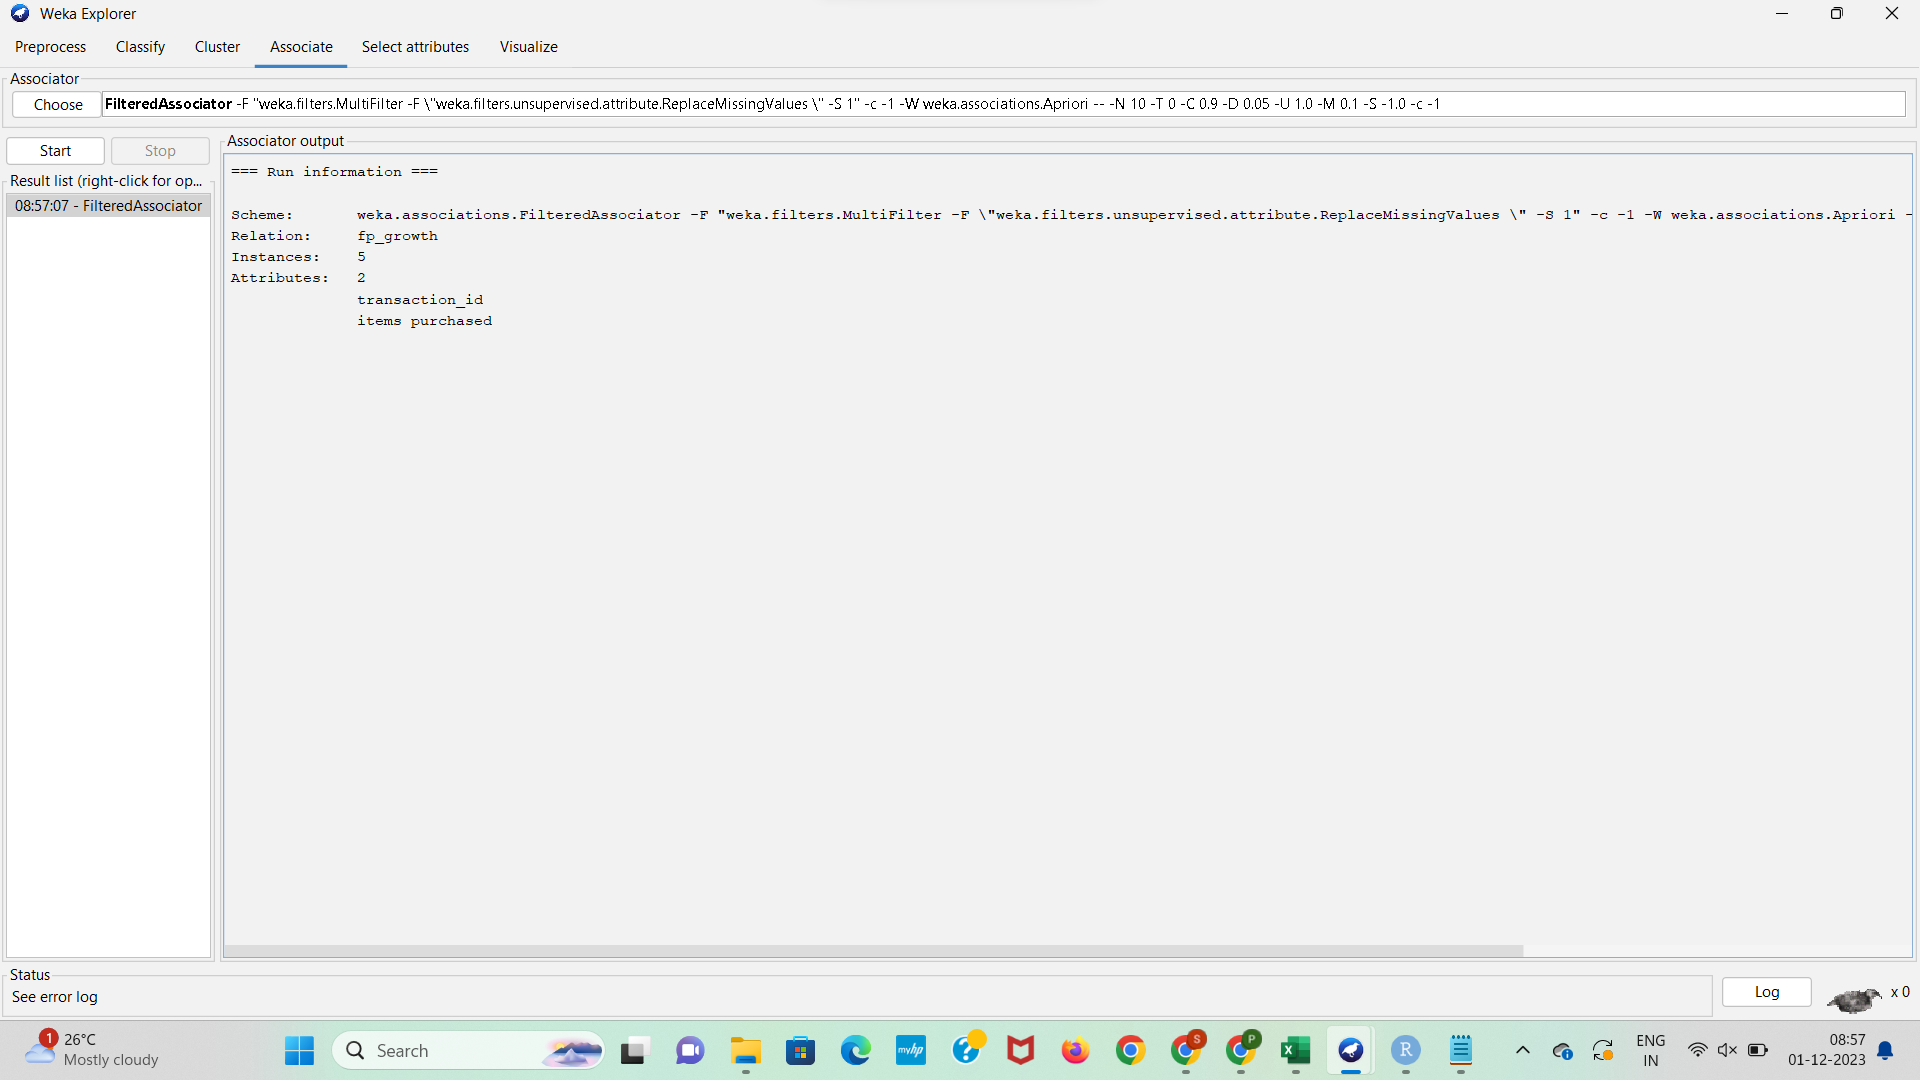 Weka Explorer
Preprocess Classify Cluster Associate Select attributes Visualize
Associator
Choose FilteredAssociator -F "weka.filters.MultiFilter -F \"weka.filters.unsupervised.attribute.ReplaceMissingValues \" -S 1" -c -1 -W weka.associations.Apriori -- -N 10 -T 0 -C 0.9 -D 0.05 -U 1.0 -M 0.1 -S -1.0 -c -1
Start Stop
Result list (right-click for op...
08:57:07 - FilteredAssociator
Associator output
=== Run information ===
Scheme: weka.associations.FilteredAssociator -F "weka.filters.MultiFilter -F \"weka.filters.unsupervised.attribute.ReplaceMissingValues \" -S 1" -c -1 -W weka.associations.Apriori -
Relation: fp_growth
Instances: 5
Attributes: 2
transaction_id
items purchased
Status
See error log
Log
x 0
1
26°C
Mostly cloudy
Search
myhp
?
S
P
X
R
ENG
IN
08:57
01-12-2023